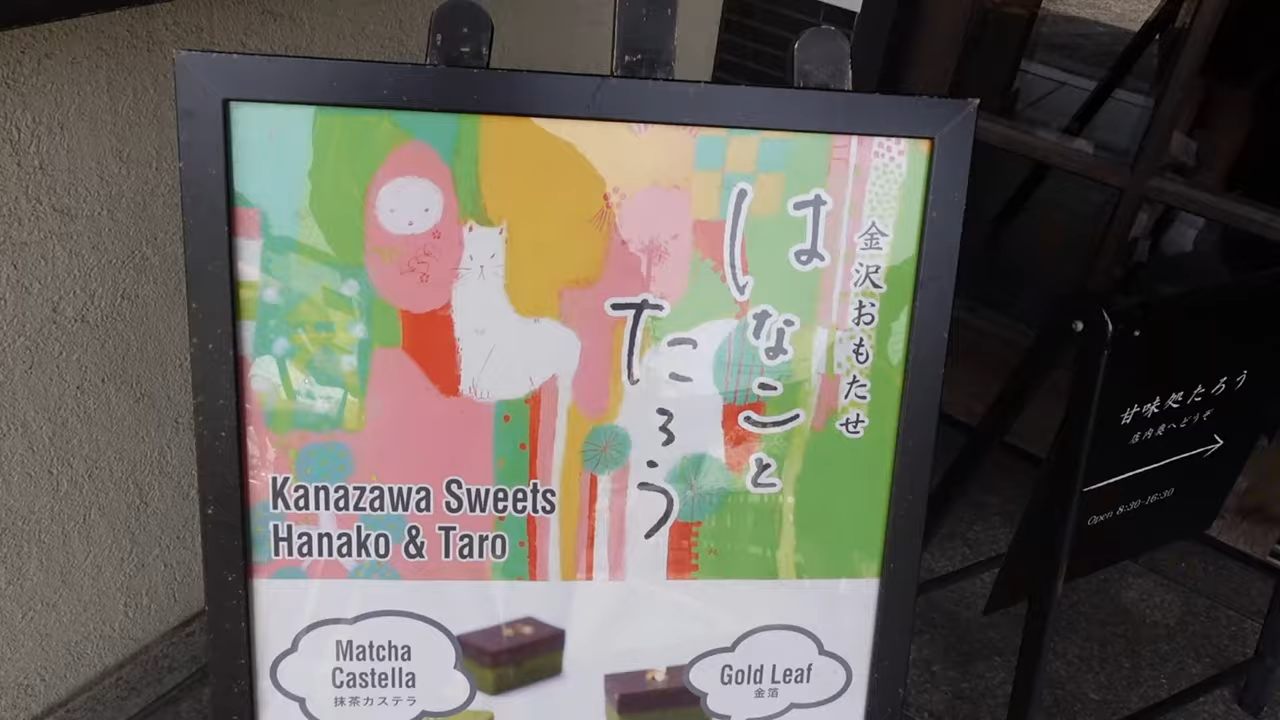 金沢おもたせ
はなことたろう
Kanazawa Sweets
Hanako & Taro
Matcha
Castella
抹茶カステラ
Gold Leaf
金箔
甘味処たろう
店内奥へどうぞ
Open 8:30-16:30